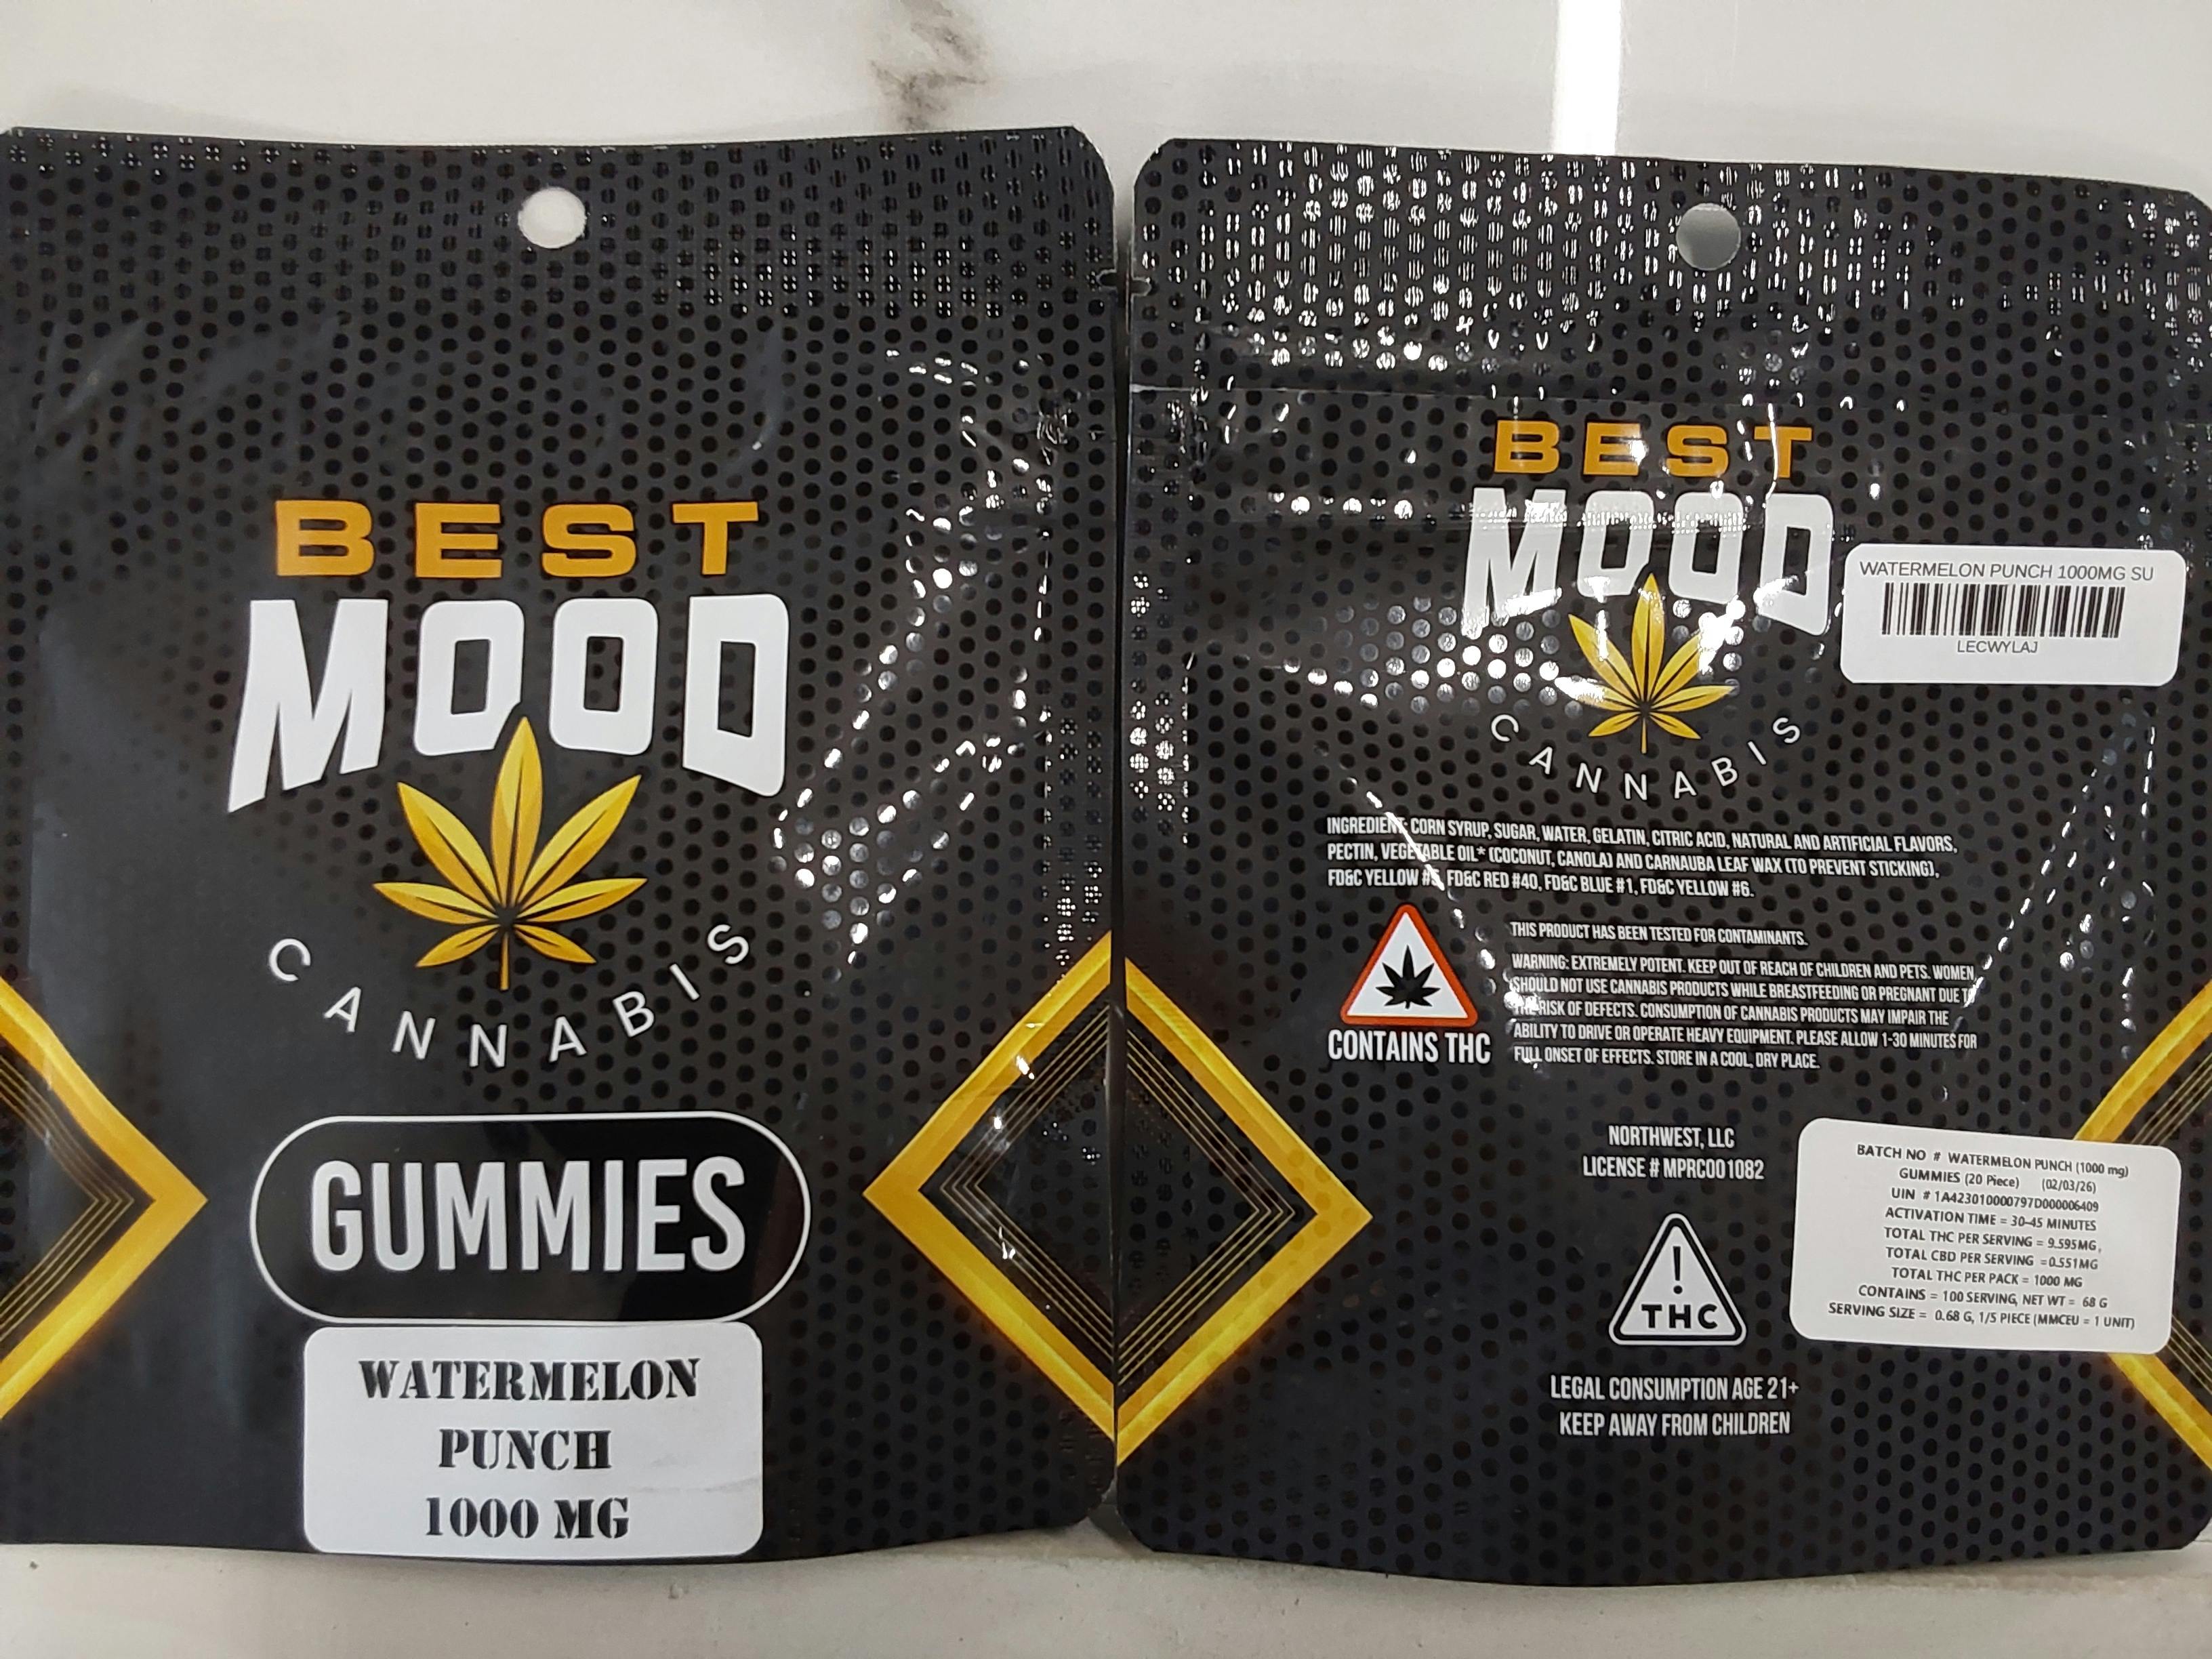 BEST
MOOD
CANNABIS
GUMMIES
WATERMELON
PUNCH
1000 MG
BEST
MOOD
CANNABIS
WATERMELON PUNCH 1000MG SU
LECWYLAJ
INGREDIENT: CORN SYRUP, SUGAR, WATER, GELATIN, CITRIC ACID, NATURAL AND ARTIFICIAL FLAVORS,
PECTIN, VEGETABLE OIL* (COCONUT, CANOLA) AND CARNAUBA LEAF WAX (TO PREVENT STICKING),
FD&C YELLOW #5, FD&C RED #40, FD&C BLUE #1, FD&C YELLOW #6.
CONTAINS THC
THIS PRODUCT HAS BEEN TESTED FOR CONTAMINANTS.
WARNING: EXTREMELY POTENT. KEEP OUT OF REACH OF CHILDREN AND PETS. WOMEN
SHOULD NOT USE CANNABIS PRODUCTS WHILE BREASTFEEDING OR PREGNANT DUE TO
THE RISK OF DEFECTS. CONSUMPTION OF CANNABIS PRODUCTS MAY IMPAIR THE
ABILITY TO DRIVE OR OPERATE HEAVY EQUIPMENT. PLEASE ALLOW 1-30 MINUTES FOR
FULL ONSET OF EFFECTS. STORE IN A COOL, DRY PLACE.
NORTHWEST, LLC
LICENSE # MPRC001082
! THC
LEGAL CONSUMPTION AGE 21+
KEEP AWAY FROM CHILDREN
BATCH NO # WATERMELON PUNCH (1000 mg)
GUMMIES (20 Piece) (02/03/26)
UIN # 1A423010000797D000006409
ACTIVATION TIME = 30-45 MINUTES
TOTAL THC PER SERVING = 9.595MG,
TOTAL CBD PER SERVING =0.551MG
TOTAL THC PER PACK = 1000 MG
CONTAINS = 100 SERVING, NET WT = 68 G
SERVING SIZE = 0.68 G, 1/5 PIECE (MMCEU = 1 UNIT)